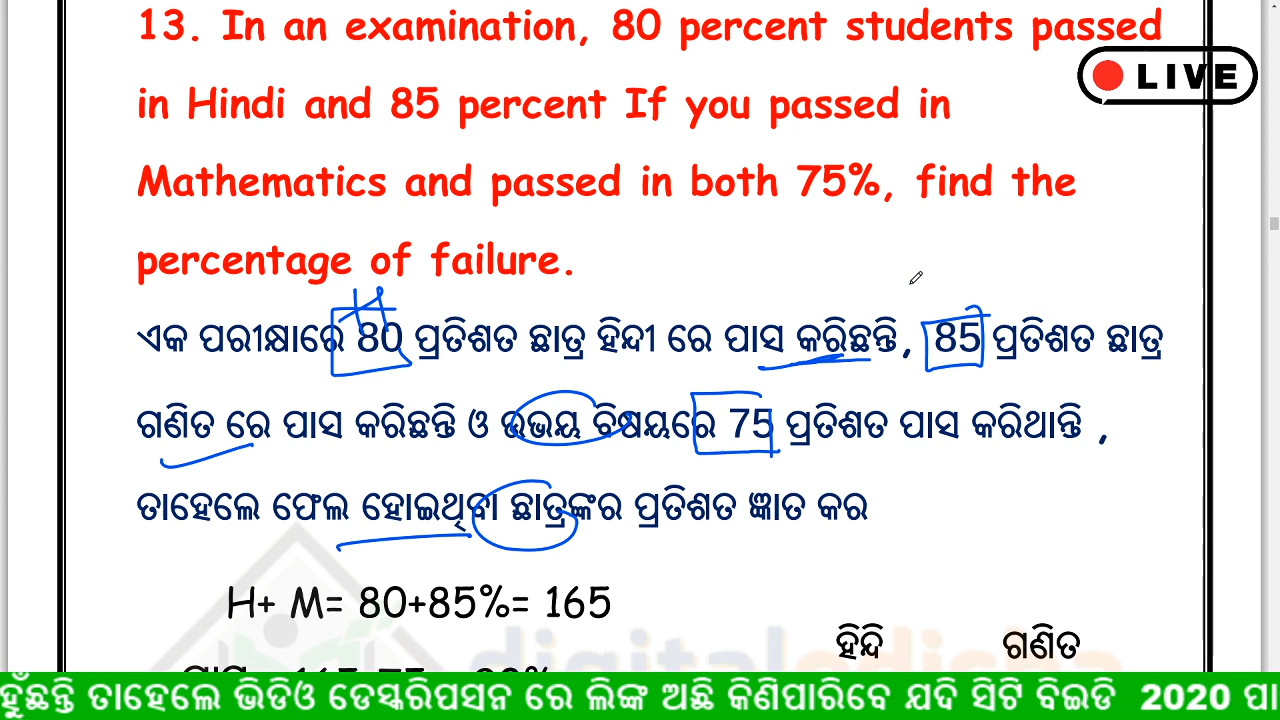 13. In an examination, 80 percent students passed
LIVE
in Hindi and 85 percent If you passed in
Mathematics and passed in both 75%, find the
percentage of failure.
H
ଏକ ପରୀକ୍ଷାରେ 80 ପ୍ରତିଶତ ଛାତ୍ର ହିନ୍ଦୀ ରେ ପାସ କରିଛନ୍ତି, 85 ପ୍ରତିଶତ ଛାତ୍ର
ଗଣିତ ରେ ପାସ କରିଛନ୍ତି ଓ ଉଭୟ ବିଷୟରେ 75 ପ୍ରତିଶତ ପାସ କରିଥାନ୍ତି ,
ତାହେଲେ ଫେଲ ହୋଇଥିବା ଛାତ୍ରଙ୍କର ପ୍ରତିଶତ ଜ୍ଞାତ କର
H+ M= 80+85%= 165
ହିନ୍ଦି ଗଣିତ
digitalodisha
ହୁଁଛନ୍ତି ତାହେଲେ ଭିଡିଓ ଡେସ୍କରିପସନ ରେ ଲିଙ୍କ ଅଛି କିଣିପାରିବେ ଯଦି ସିଟି ବିଇଡି 2020 ପା